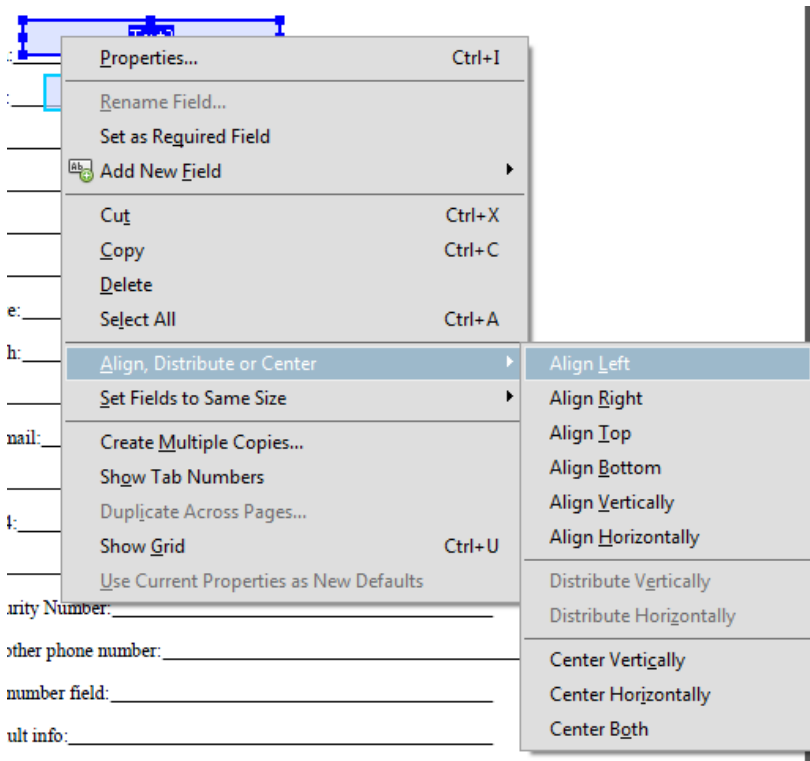 Properties... Ctrl+I
Rename Field...
Set as Required Field
Add New Field
Cut Ctrl+X
Copy Ctrl+C
Delete
e:
Select All Ctrl+A
h:
Align, Distribute or Center
Align Left
Set Fields to Same Size
Align Right
mail:
Create Multiple Copies...
Align Top
Show Tab Numbers
Align Bottom
Duplicate Across Pages...
Align Vertically
4:
Show Grid Ctrl+U
Align Horizontally
Use Current Properties as New Defaults
Distribute Vertically
urity Number:
Distribute Horizontally
other phone number:
Center Vertically
number field:
Center Horizontally
ult info:
Center Both